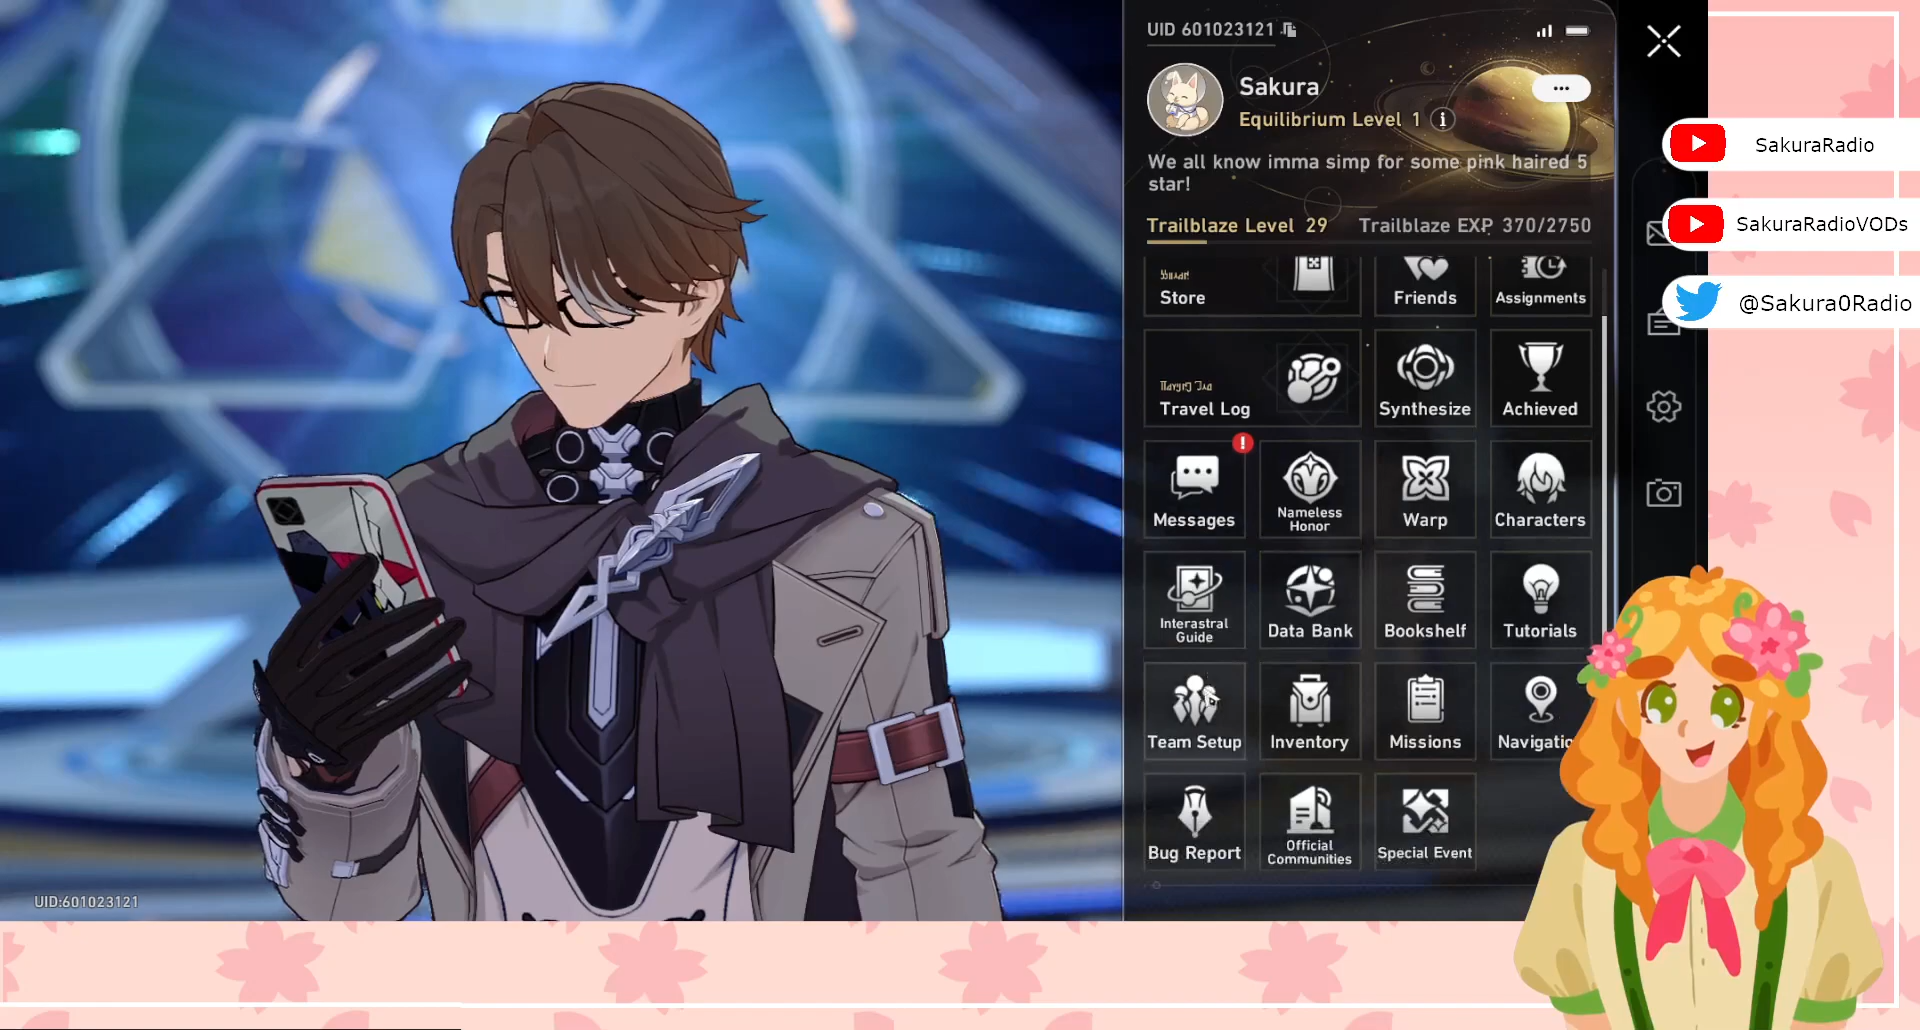 UID 601023121
Sakura
Equilibrium Level 1
We all know imma simp for some pink haired 5
star!
Trailblaze Level 29 Trailblaze EXP 370/2750
Store
Friends
Assignments
Travel Log
Synthesize
Achieved
Messages
Nameless
Honor
Warp
Characters
Interastral
Guide
Data Bank
Bookshelf
Tutorials
Team Setup
Inventory
Missions
Navigatio
Bug Report
Official
Communities
Special Event
UID:601023121
SakuraRadio
SakuraRadioVODs
@Sakura0Radio